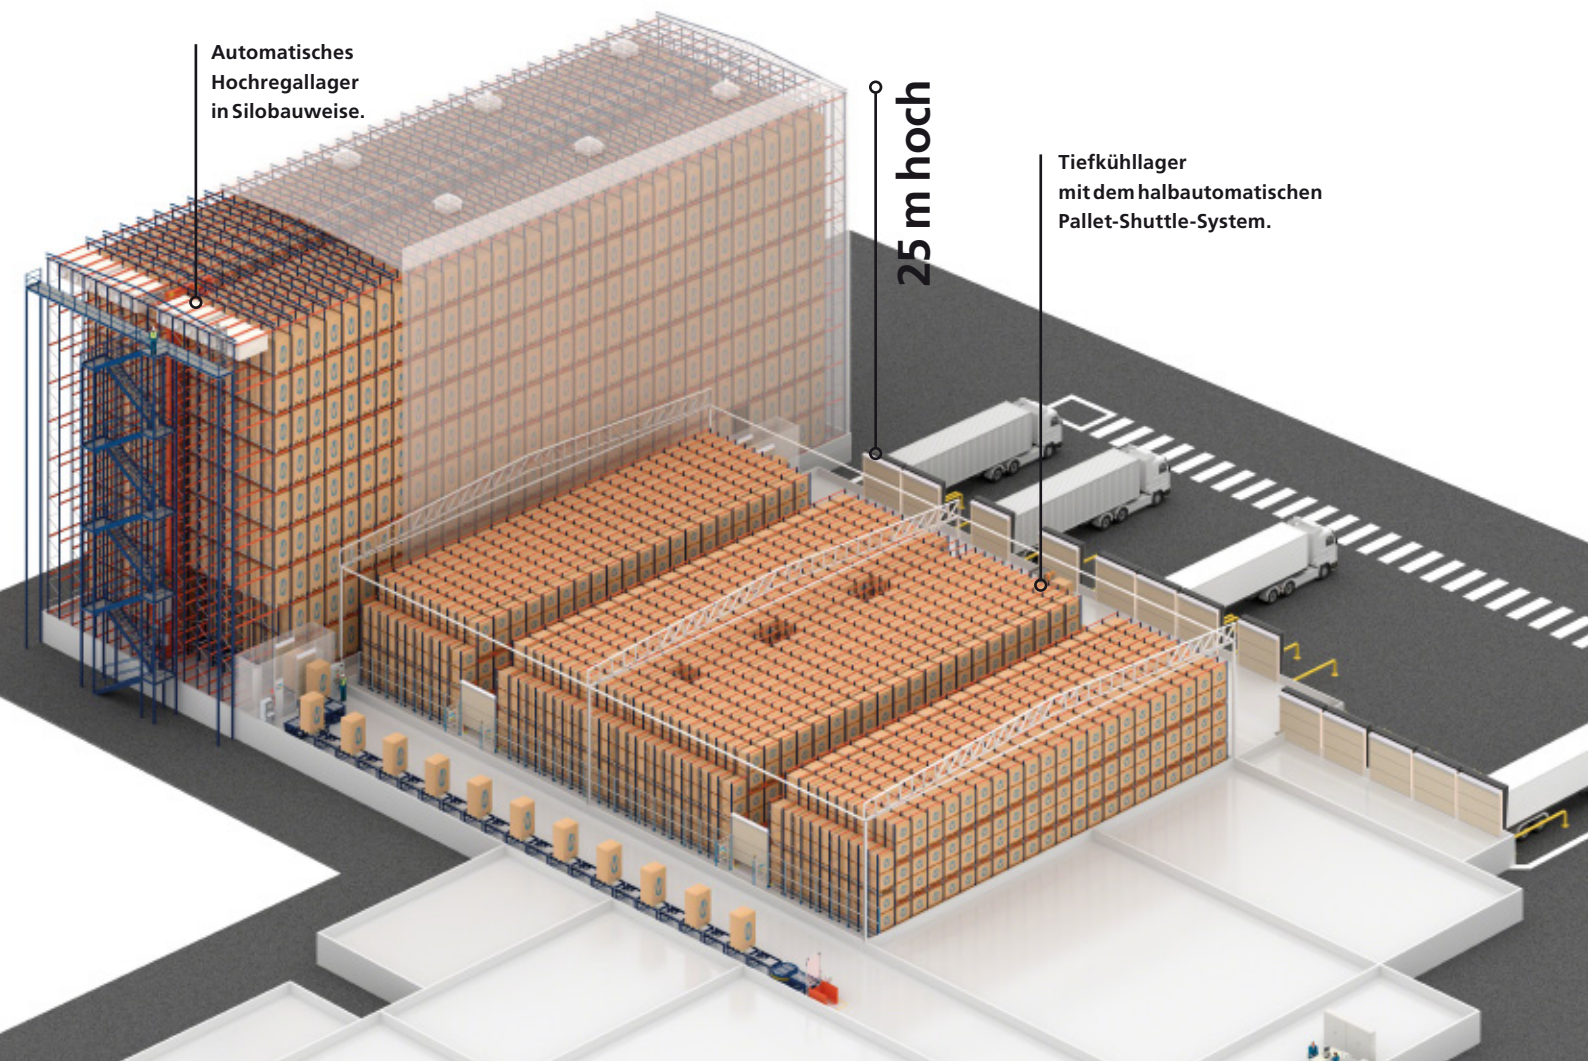 Automatisches
Hochregallager
in Silobauweise.
25 m hoch
Tiefkühllager
mit dem halbautomatischen
Pallet-Shuttle-System.